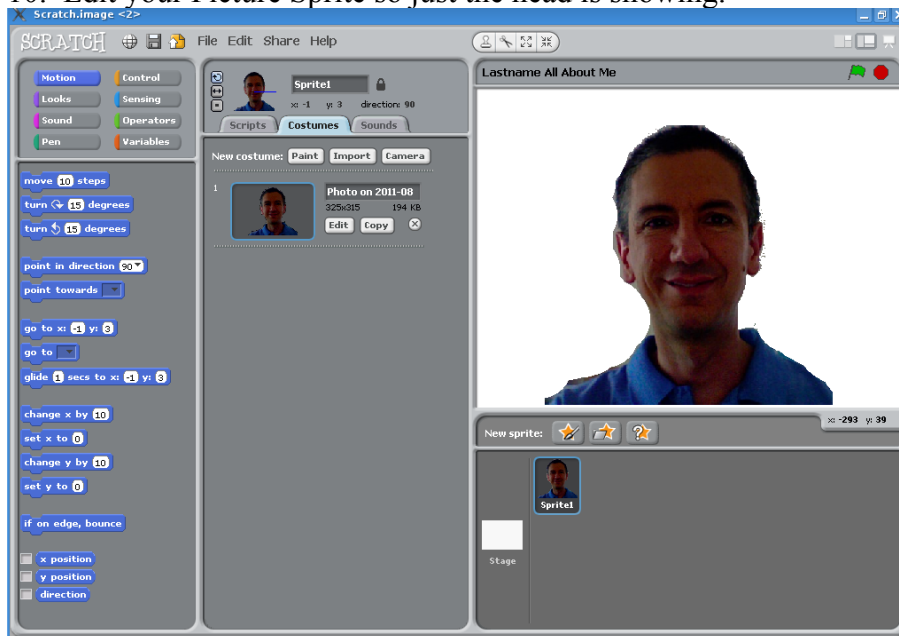 10. Edit your Picture Sprite so just the head is showing.
Scratch.image <2>
SCRATCH File Edit Share Help
Motion Control
Looks Sensing
Sound Operators
Pen Variables
move 10 steps
turn 15 degrees
turn 15 degrees
point in direction 90
point towards
go to x: -1 y: 3
go to
glide 1 secs to x: -1 y: 3
change x by 10
set x to 0
change y by 10
set y to 0
if on edge, bounce
x position
y position
direction
Sprite1
x: -1 y: 3 direction: 90
Scripts Costumes Sounds
New costume: Paint Import Camera
1 Photo on 2011-08
325x315 194 KB
Edit Copy
Lastname All About Me
x: -293 y: 39
New sprite:
Sprite1
Stage